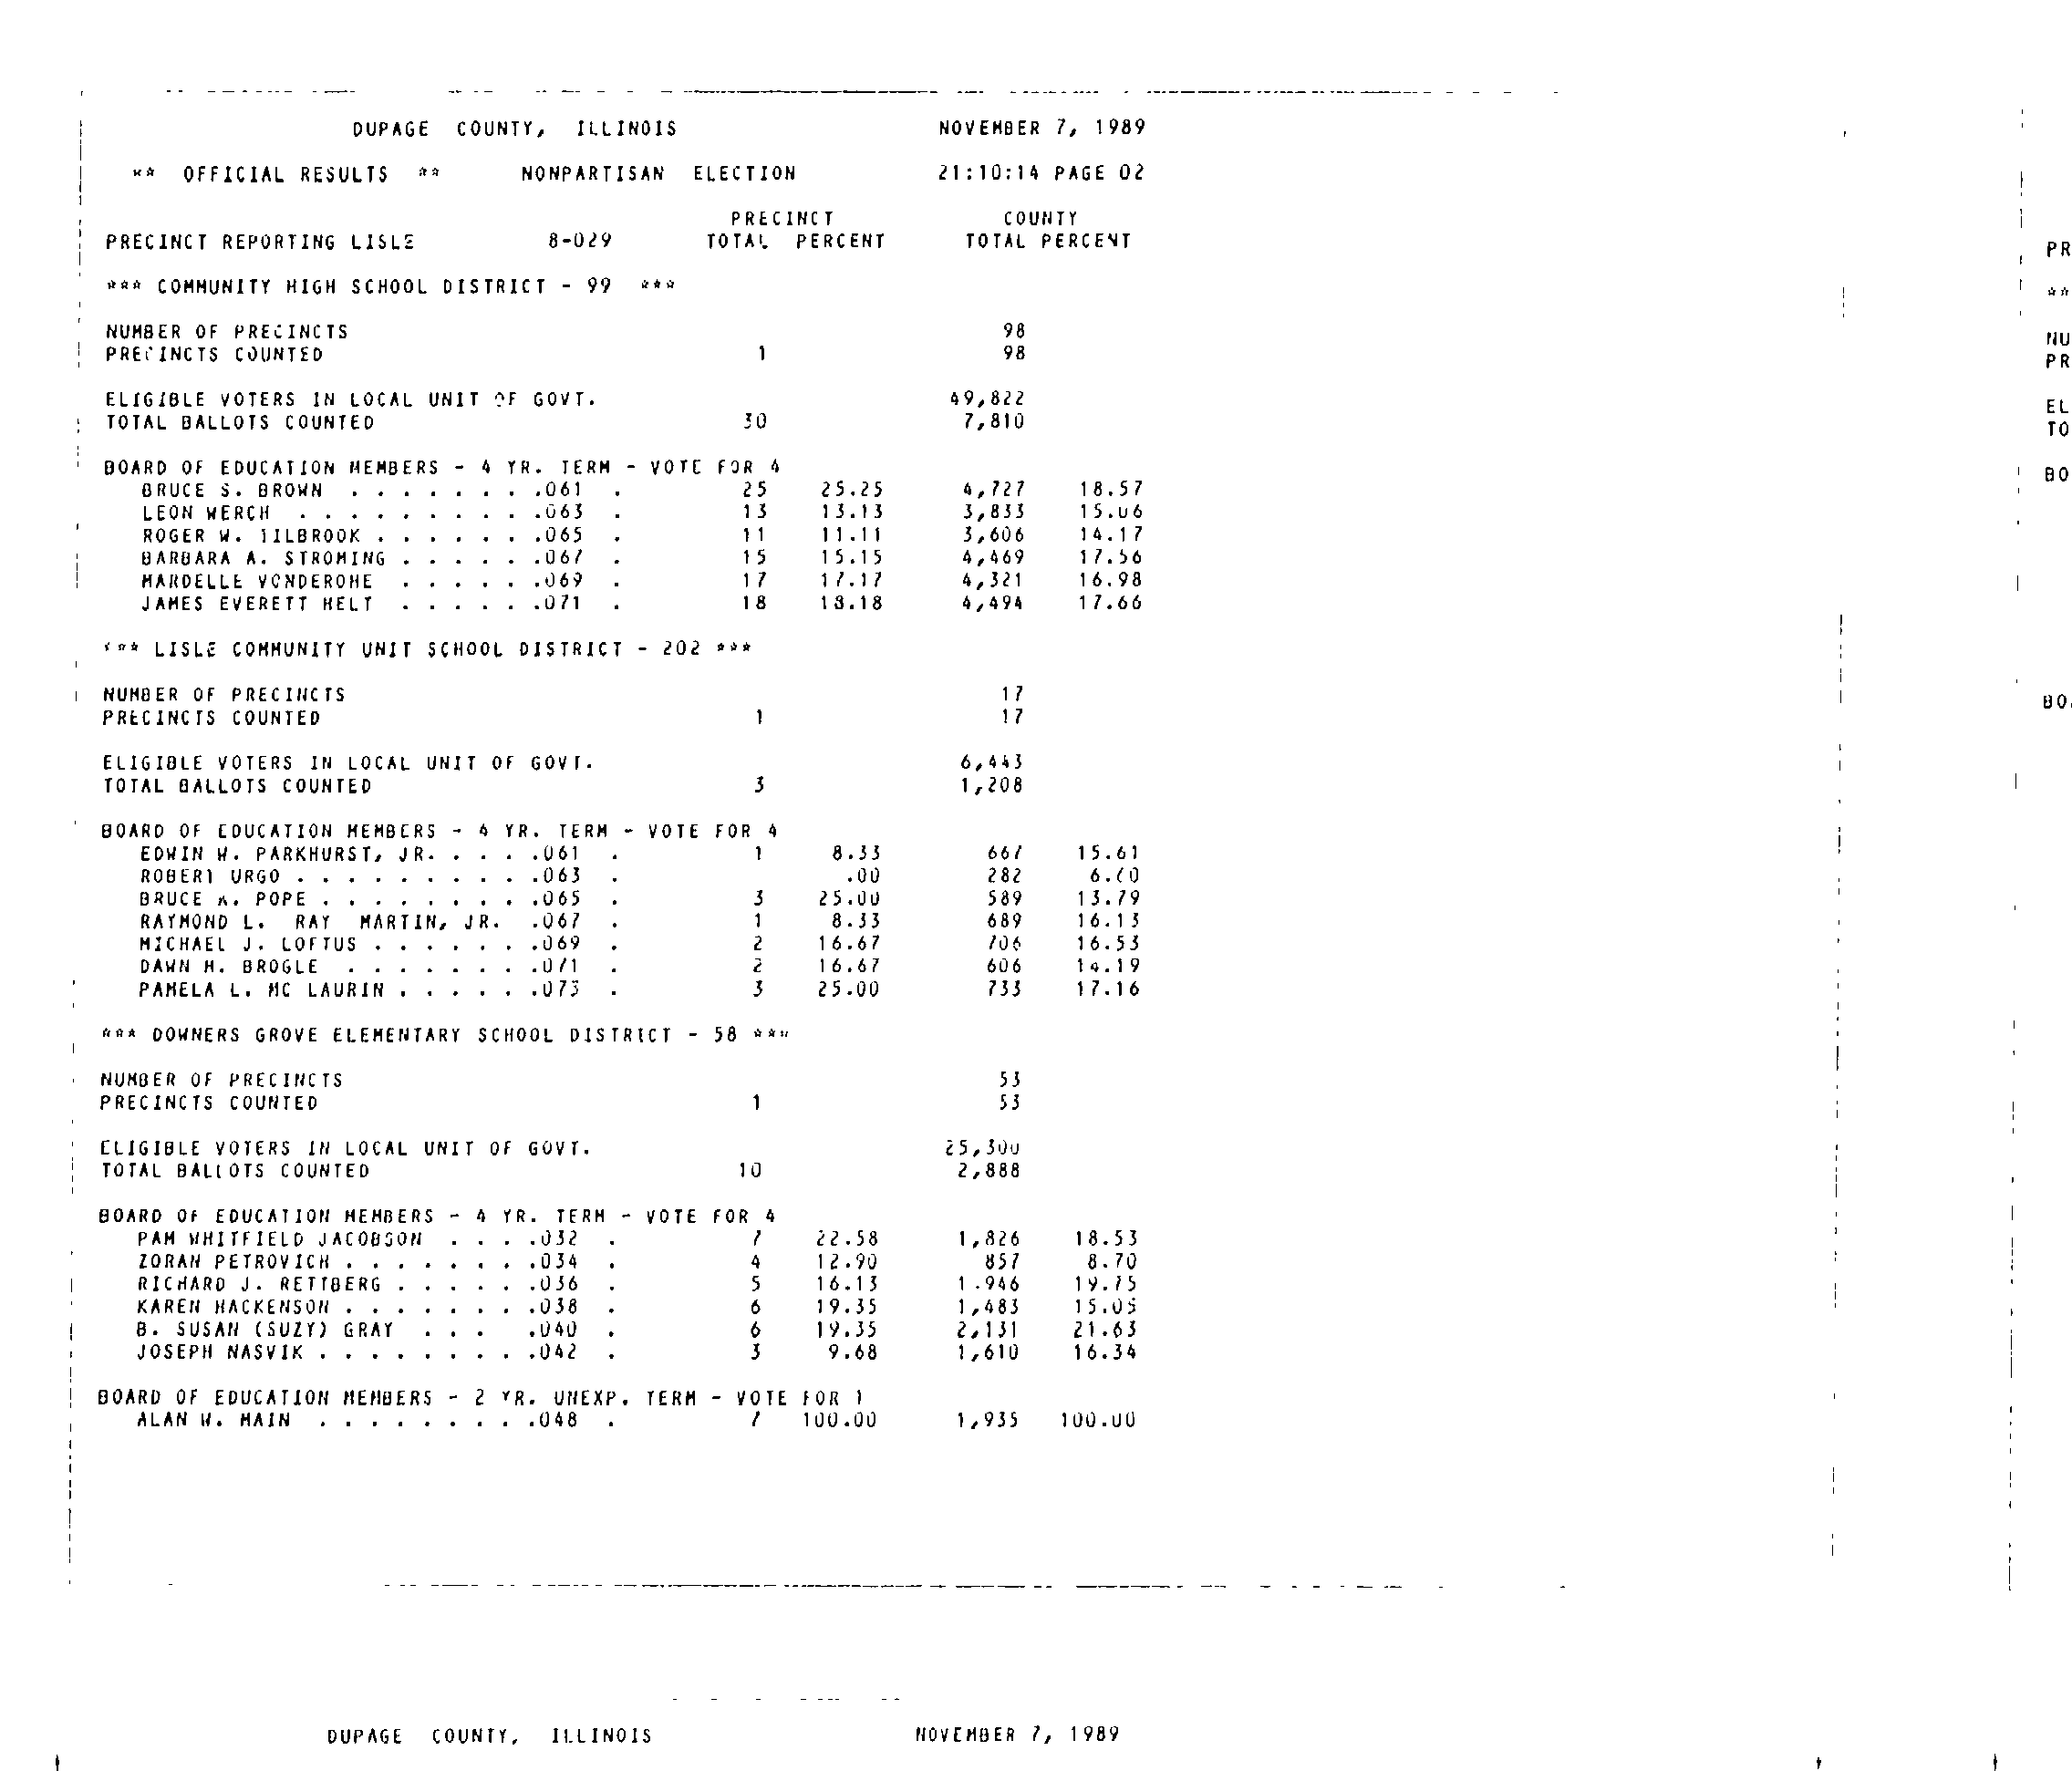 DUPAGE COUNTY, ILLINOIS NOVEMBER 7, 1989
** OFFICIAL RESULTS ** NONPARTISAN ELECTION 21:10:14 PAGE 02
PRECINCT COUNTY
PRECINCT REPORTING LISLE 8-029 TOTAL PERCENT TOTAL PERCENT
*** COMMUNITY HIGH SCHOOL DISTRICT - 99 ***
NUMBER OF PRECINCTS 98
PRECINCTS COUNTED 1 98
ELIGIBLE VOTERS IN LOCAL UNIT OF GOVT. 49,822
TOTAL BALLOTS COUNTED 30 7,810
BOARD OF EDUCATION MEMBERS - 4 YR. TERM - VOTE FOR 4
BRUCE S. BROWN . . . . . . . .061 . 25 25.25 4,727 18.57
LEON WERCH . . . . . . . . . .063 . 13 13.13 3,833 15.06
ROGER W. TILBROOK . . . . . . .065 . 11 11.11 3,606 14.17
BARBARA A. STROMING . . . . . .067 . 15 15.15 4,469 17.56
MARDELLE VONDEROHE . . . . . .069 . 17 17.17 4,321 16.98
JAMES EVERETT HELT . . . . . .071 . 18 18.18 4,494 17.66
*** LISLE COMMUNITY UNIT SCHOOL DISTRICT - 202 ***
NUMBER OF PRECINCTS 17
PRECINCTS COUNTED 1 17
ELIGIBLE VOTERS IN LOCAL UNIT OF GOVT. 6,443
TOTAL BALLOTS COUNTED 3 1,208
BOARD OF EDUCATION MEMBERS - 4 YR. TERM - VOTE FOR 4
EDWIN W. PARKHURST, JR. . . . .061 . 1 8.33 667 15.61
ROBERT URGO . . . . . . . . . .063 . .00 282 6.60
BRUCE POPE . . . . . . . . .065 . 3 25.00 589 13.79
RAYMOND L. RAY MARTIN, JR. .067 . 1 8.33 689 16.13
MICHAEL J. LOFTUS . . . . . . .069 . 2 16.67 706 16.53
DAWN H. BROGLE . . . . . . . .071 . 2 16.67 606 14.19
PAMELA L. MC LAURIN . . . . . .073 . 3 25.00 733 17.16
*** DOWNERS GROVE ELEMENTARY SCHOOL DISTRICT - 58 ***
NUMBER OF PRECINCTS 53
PRECINCTS COUNTED 1 53
ELIGIBLE VOTERS IN LOCAL UNIT OF GOVT. 25,300
TOTAL BALLOTS COUNTED 10 2,888
BOARD OF EDUCATION MEMBERS - 4 YR. TERM - VOTE FOR 4
PAM WHITFIELD JACOBSON . . . .032 . 7 22.58 1,826 18.53
ZORAN PETROVICH . . . . . . . .034 . 4 12.90 857 8.70
RICHARD J. RETTBERG . . . . . .036 . 5 16.13 1.946 19.75
KAREN HACKENSON . . . . . . . .038 . 6 19.35 1,483 15.05
B. SUSAN (SUZY) GRAY . . . .040 . 6 19.35 2,131 21.63
JOSEPH NASVIK . . . . . . . . .042 . 3 9.68 1,610 16.34
BOARD OF EDUCATION MEMBERS - 2 YR. UNEXP. TERM - VOTE FOR 1
ALAN W. MAIN . . . . . . . . .048 . 7 100.00 1,935 100.00
DUPAGE COUNTY, ILLINOIS NOVEMBER 7, 1989
PR
**
NU
PR
EL
TO
BO
BO